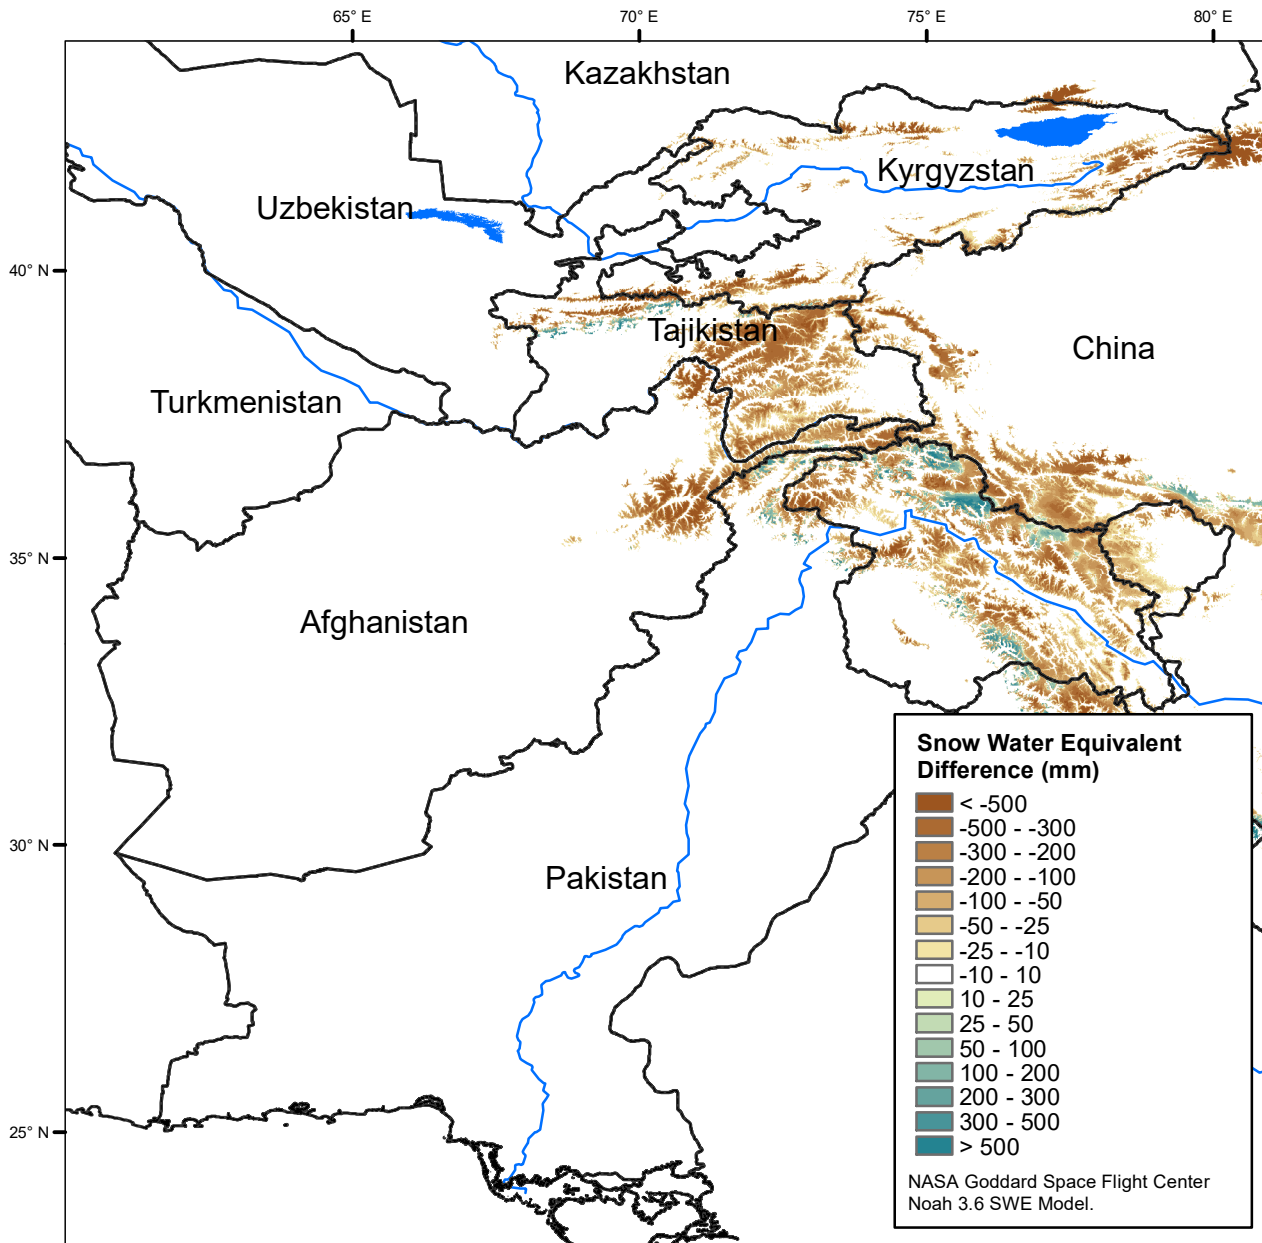 65° E
70° E
75° E
80° E
Kazakhstan
Kyrgyzstan
Uzbekistan
40° N
Tajikistan
China
Turkmenistan
35° N
Afghanistan
Snow Water Equivalent
Difference (mm)
< -500
-500 - -300
30° N
-300 - -200
-200 - -100
Pakistan
-100 - -50
-50 - -25
-25 - -10
-10 - 10
10 - 25
25 - 50
50 - 100
100 - 200
200 - 300
25° N
300 - 500
> 500
NASA Goddard Space Flight Center
Noah 3.6 SWE Model.